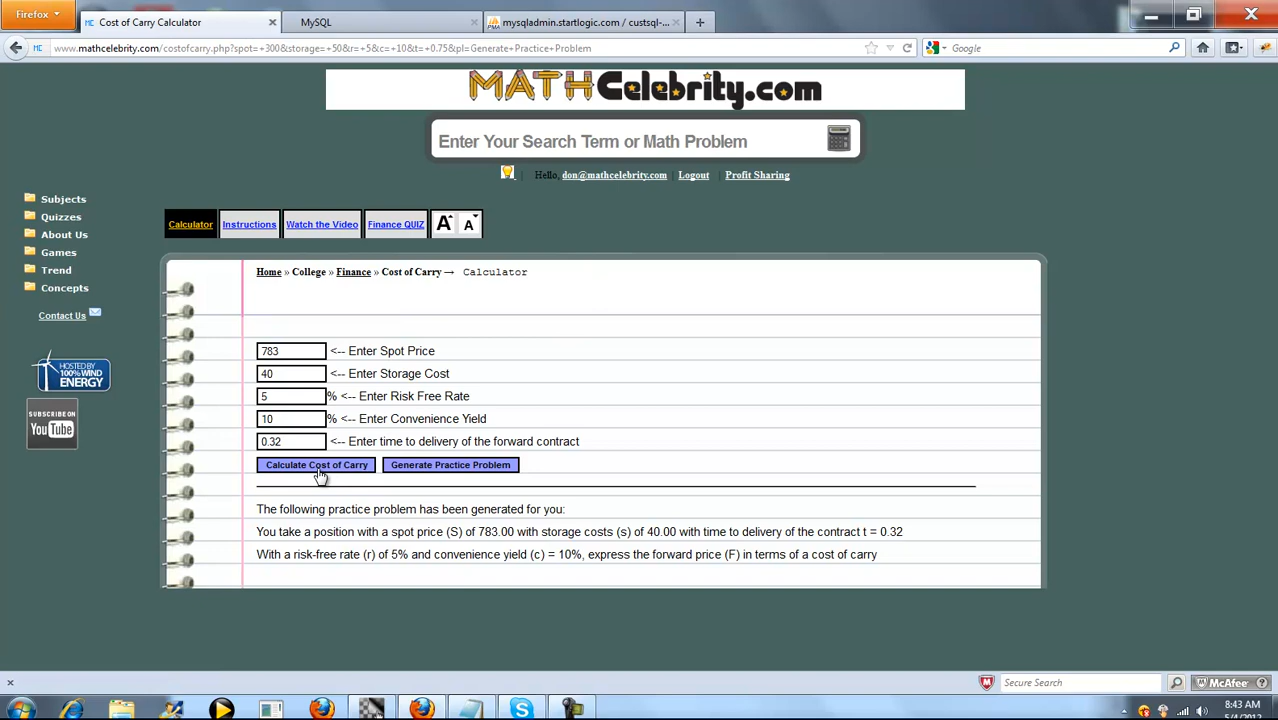 Firefox
Cost of Carry Calculator
MySQL
mysqladmin.startlogic.com / custsql-...
www.mathcelebrity.com/costofcarry.php?spot=+300&storage=+50&r=+5&c=+10&t=+0.75&pl=Generate+Practice+Problem
Google
MATHCelebrity.com
Enter Your Search Term or Math Problem
| Hello, don@mathcelebrity.com | Logout | Profit Sharing
Subjects
Quizzes
About Us
Games
Trend
Concepts
Contact Us
HOSTED BY
100% WIND
ENERGY
SUBSCRIBE ON
YouTube
Calculator
Instructions
Watch the Video
Finance QUIZ
A A
Home » College » Finance » Cost of Carry→ Calculator
783 <-- Enter Spot Price
40 <-- Enter Storage Cost
5 % <-- Enter Risk Free Rate
10 % <-- Enter Convenience Yield
0.32 <-- Enter time to delivery of the forward contract
Calculate Cost of Carry Generate Practice Problem
The following practice problem has been generated for you:
You take a position with a spot price (S) of 783.00 with storage costs (s) of 40.00 with time to delivery of the contract t = 0.32
With a risk-free rate (r) of 5% and convenience yield (c) = 10%, express the forward price (F) in terms of a cost of carry
Secure Search
McAfee
8:43 AM
5/4/2012